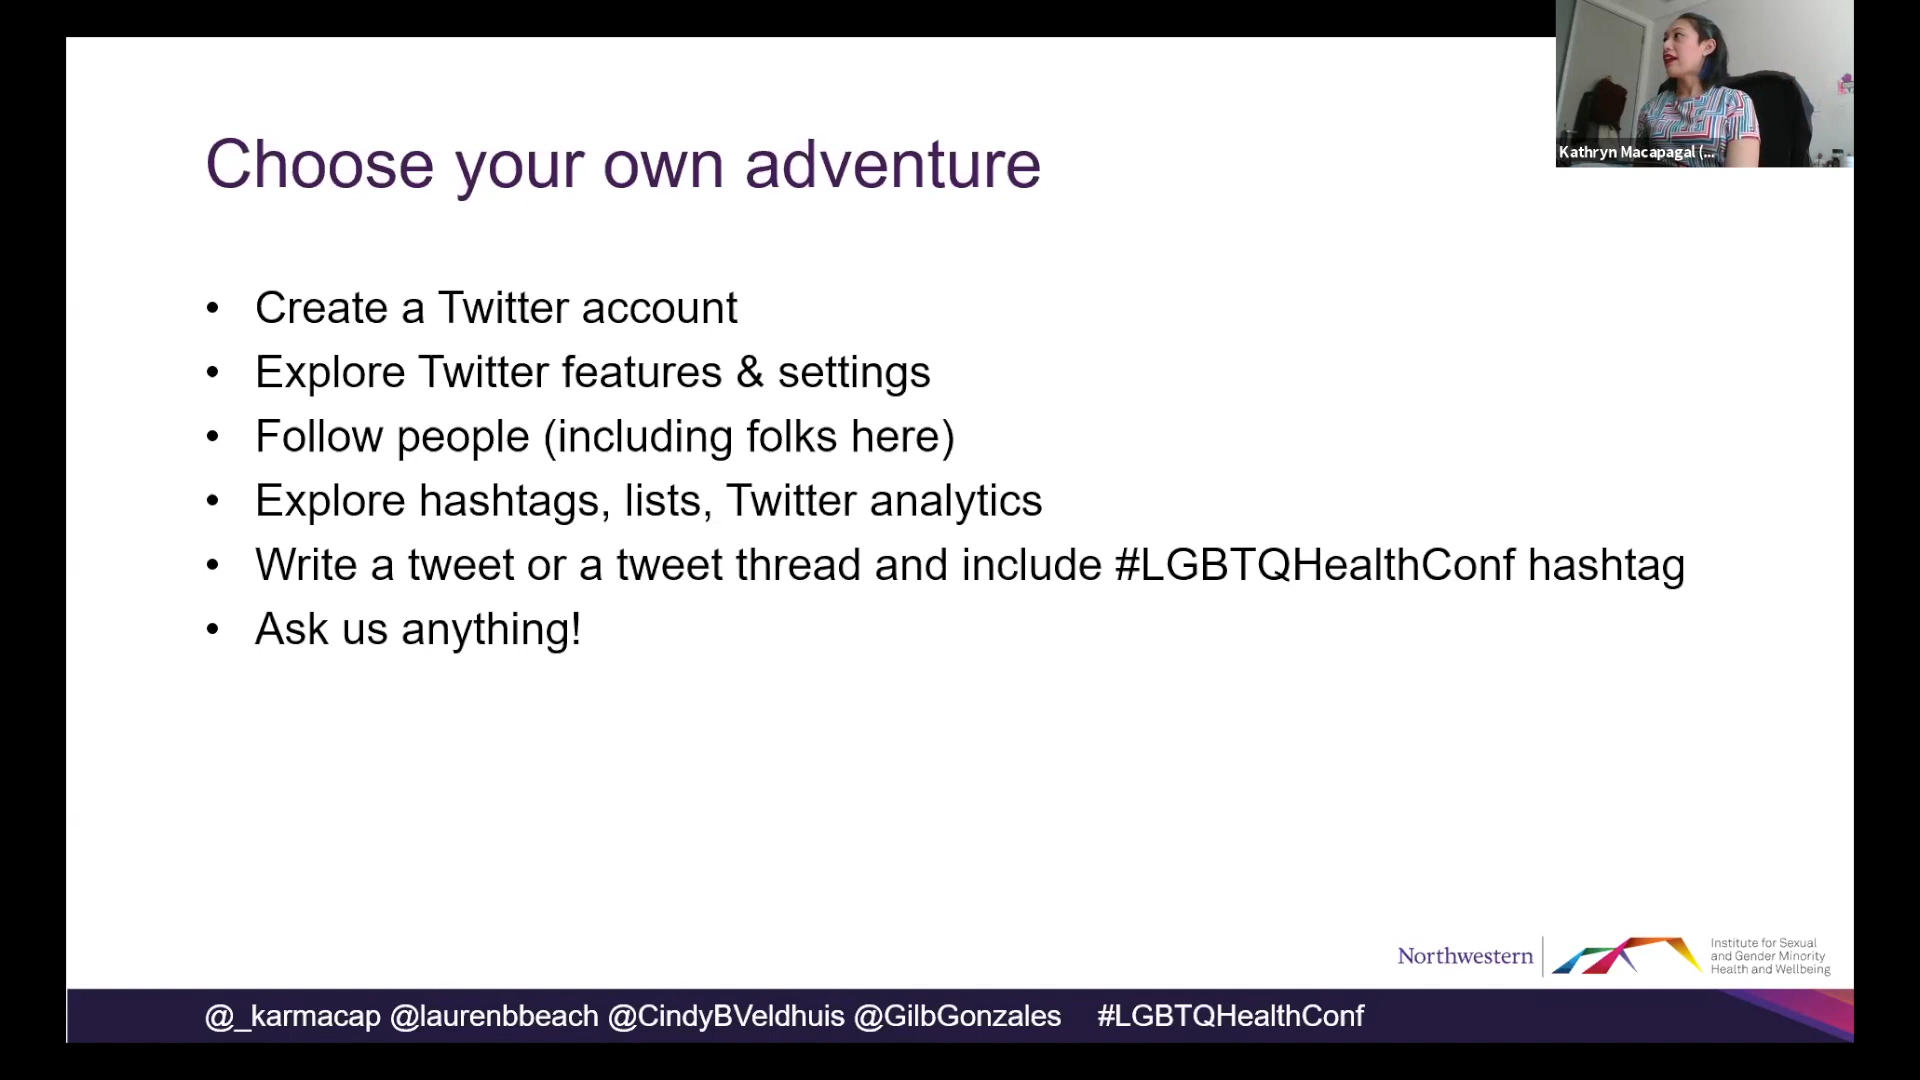 Kathryn Macapagal (...
Choose your own adventure
• Create a Twitter account
• Explore Twitter features & settings
• Follow people (including folks here)
• Explore hashtags, lists, Twitter analytics
• Write a tweet or a tweet thread and include #LGBTQHealthConf hashtag
• Ask us anything!
Northwestern
Institute for Sexual
and Gender Minority
Health and Wellbeing
@_karmacap @laurenbbeach @CindyBVeldhuis @GilbGonzales #LGBTQHealthConf